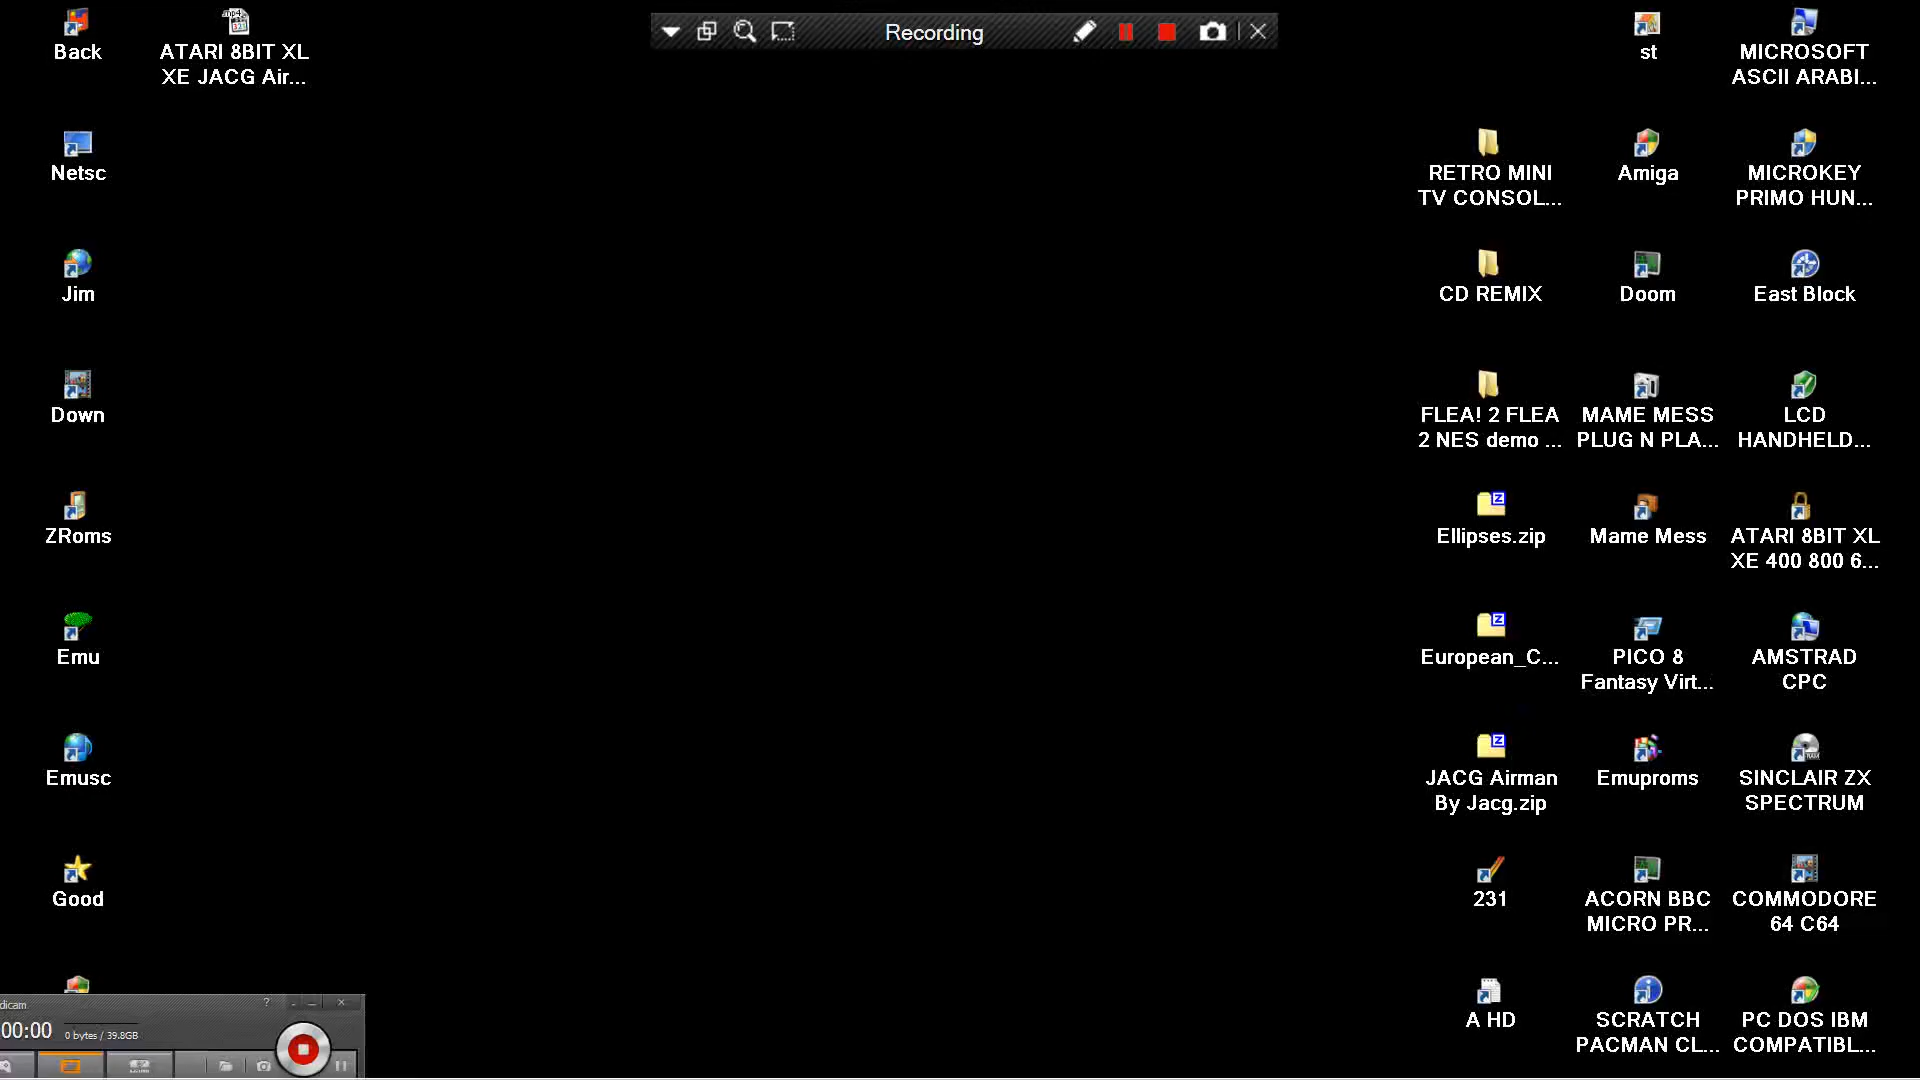 Recording
Back
ATARI 8BIT XL
XE JACG Air...
st
MICROSOFT
ASCII ARABI...
Netsc
RETRO MINI
TV CONSOL...
Amiga
MICROKEY
PRIMO HUN...
Jim
CD REMIX
Doom
East Block
Down
FLEA! 2 FLEA
2 NES demo ...
MAME MESS
PLUG N PLA...
LCD
HANDHELD...
ZRoms
Ellipses.zip
Mame Mess
ATARI 8BIT XL
XE 400 800 6...
Emu
European_C...
PICO 8
Fantasy Virt...
AMSTRAD
CPC
Emusc
JACG Airman
By Jacg.zip
Emuproms
SINCLAIR ZX
SPECTRUM
Good
231
ACORN BBC
MICRO PR...
COMMODORE
64 C64
A HD
SCRATCH
PACMAN CL...
PC DOS IBM
COMPATIBL...
dicam
00:00
0 bytes / 39.8GB